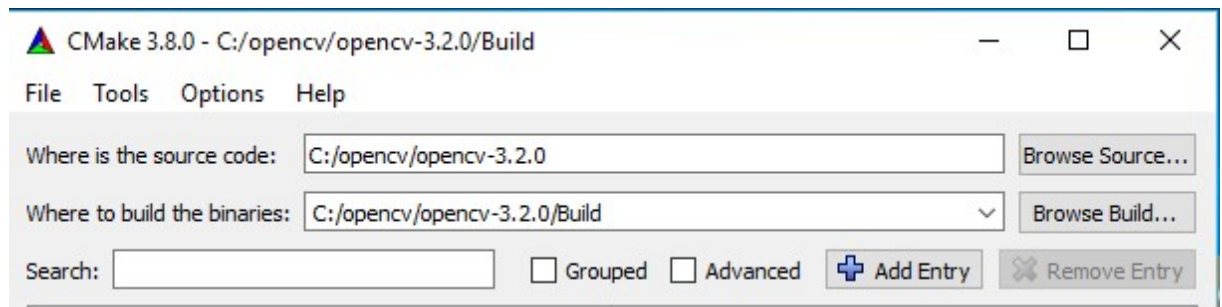 CMake 3.8.0 - C:/opencv/opencv-3.2.0/Build
File Tools Options Help
Where is the source code: C:/opencv/opencv-3.2.0 Browse Source...
Where to build the binaries: C:/opencv/opencv-3.2.0/Build Browse Build...
Search: Grouped Advanced Add Entry Remove Entry